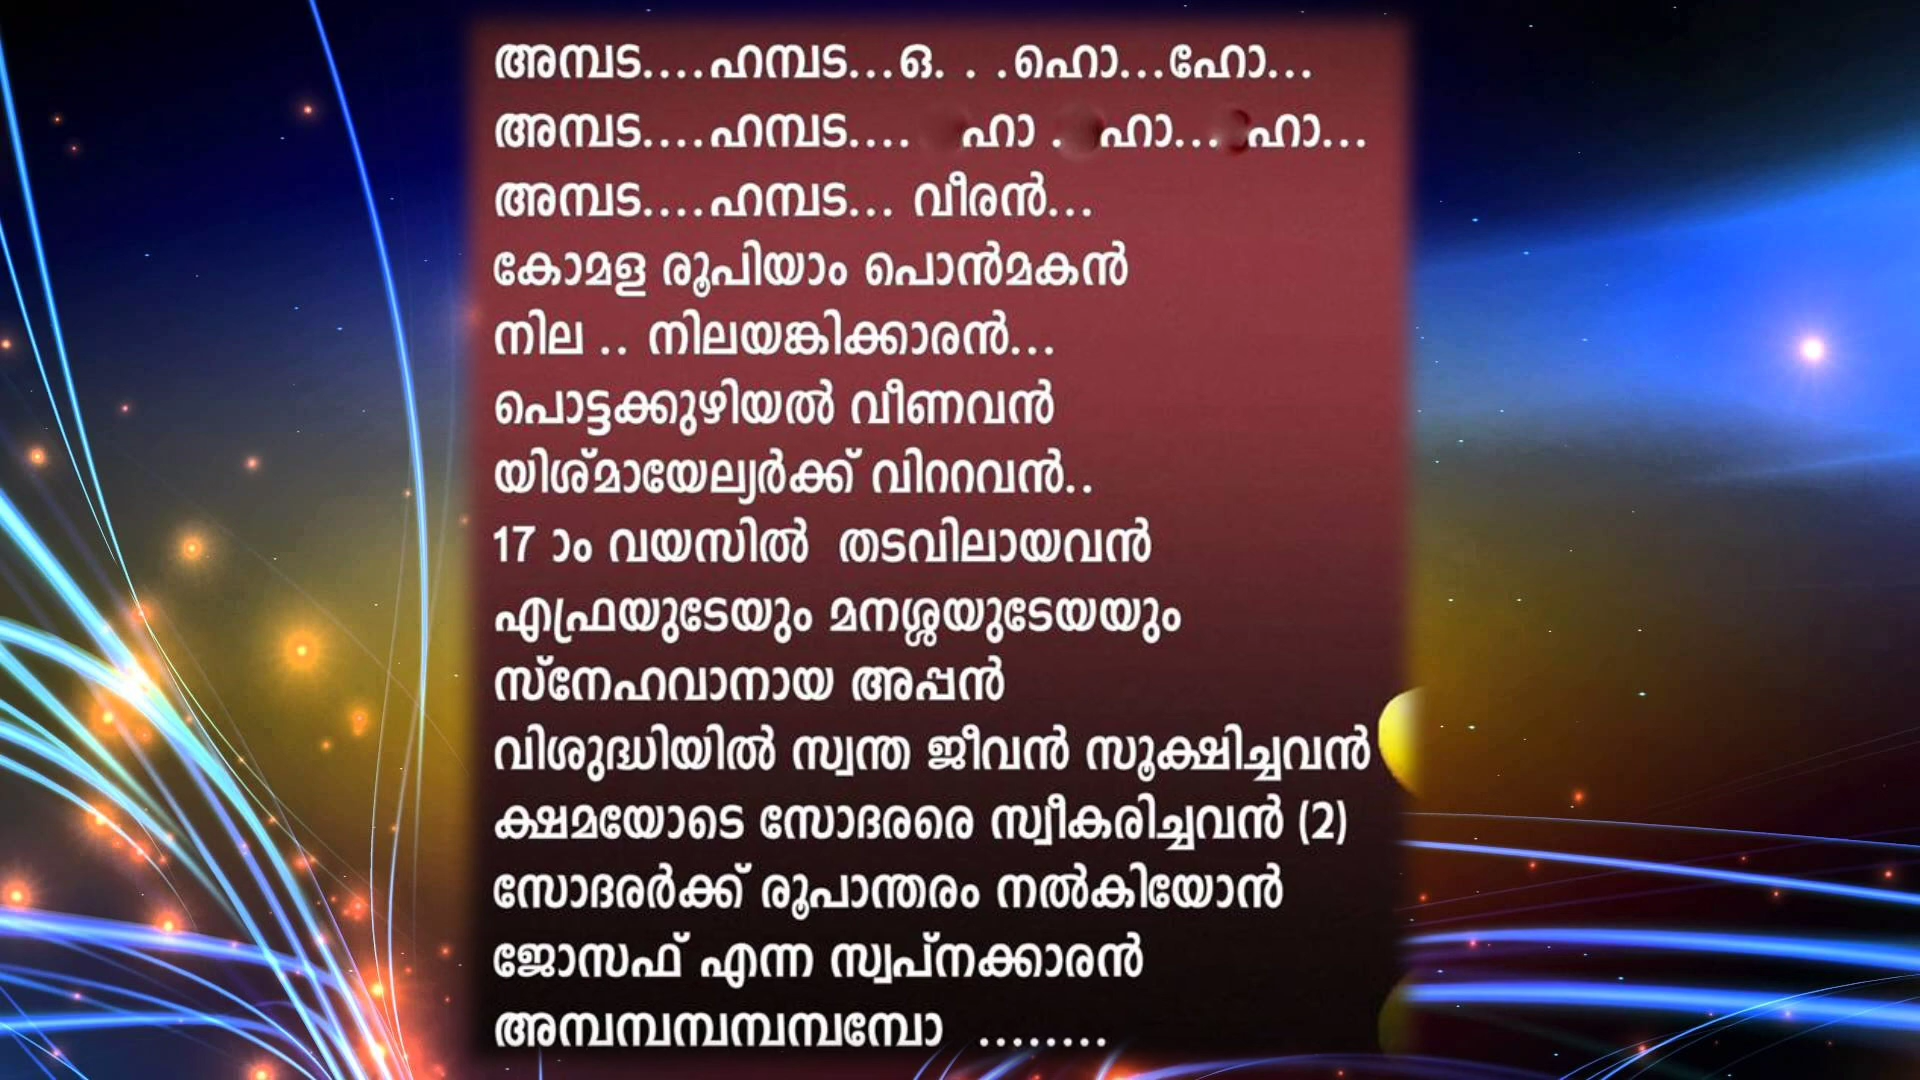 അമ്പട....ഹമ്പട...ഒ. . .ഹൊ...ഹോ...
അമ്പട....ഹമ്പട.... ഹാ . ഹാ... ഹാ...
അമ്പട....ഹമ്പട... വീരൻ...
കോമള രൂപിയാം പൊൻമകൻ
നില .. നിലയങ്കിക്കാരൻ...
പൊട്ടക്കുഴിയൽ വീണവൻ
യിശ്മായേല്യർക്ക് വിററവൻ..
17 ാം വയസിൽ തടവിലായവൻ
എഫ്രയുടേയും മനശ്ശയുടേയയും
സ്നേഹവാനായ അപ്പൻ
വിശുദ്ധിയിൽ സ്വന്ത ജീവൻ സൂക്ഷിച്ചവൻ
ക്ഷമയോടെ സോദരരെ സ്വീകരിച്ചവൻ (2)
സോദരർക്ക് രൂപാന്തരം നൽകിയോൻ
ജോസഫ് എന്ന സ്വപ്നക്കാരൻ
അമ്പമ്പമ്പമ്പമ്പമ്പോ ........